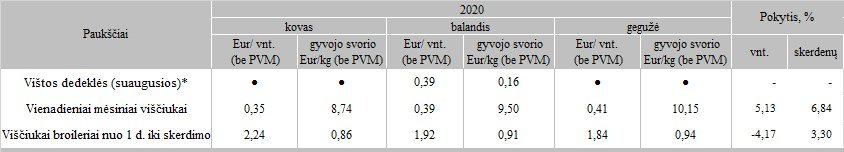 Paukščiai 2020 Pokytis, %
kovas balandis gegužė
Eur/ vnt. (be PVM) gyvojo svorio Eur/kg (be PVM) Eur/ vnt. (be PVM) gyvojo svorio Eur/kg (be PVM) Eur/ vnt. (be PVM) gyvojo svorio Eur/kg (be PVM) vnt. skerdenų
Vištos dedeklės (suaugusios)* ● ● 0,39 0,16 ● ● - -
Vienadieniai mėsiniai viščiukai 0,35 8,74 0,39 9,50 0,41 10,15 5,13 6,84
Viščiukai broileriai nuo 1 d. iki skerdimo 2,24 0,86 1,92 0,91 1,84 0,94 -4,17 3,30